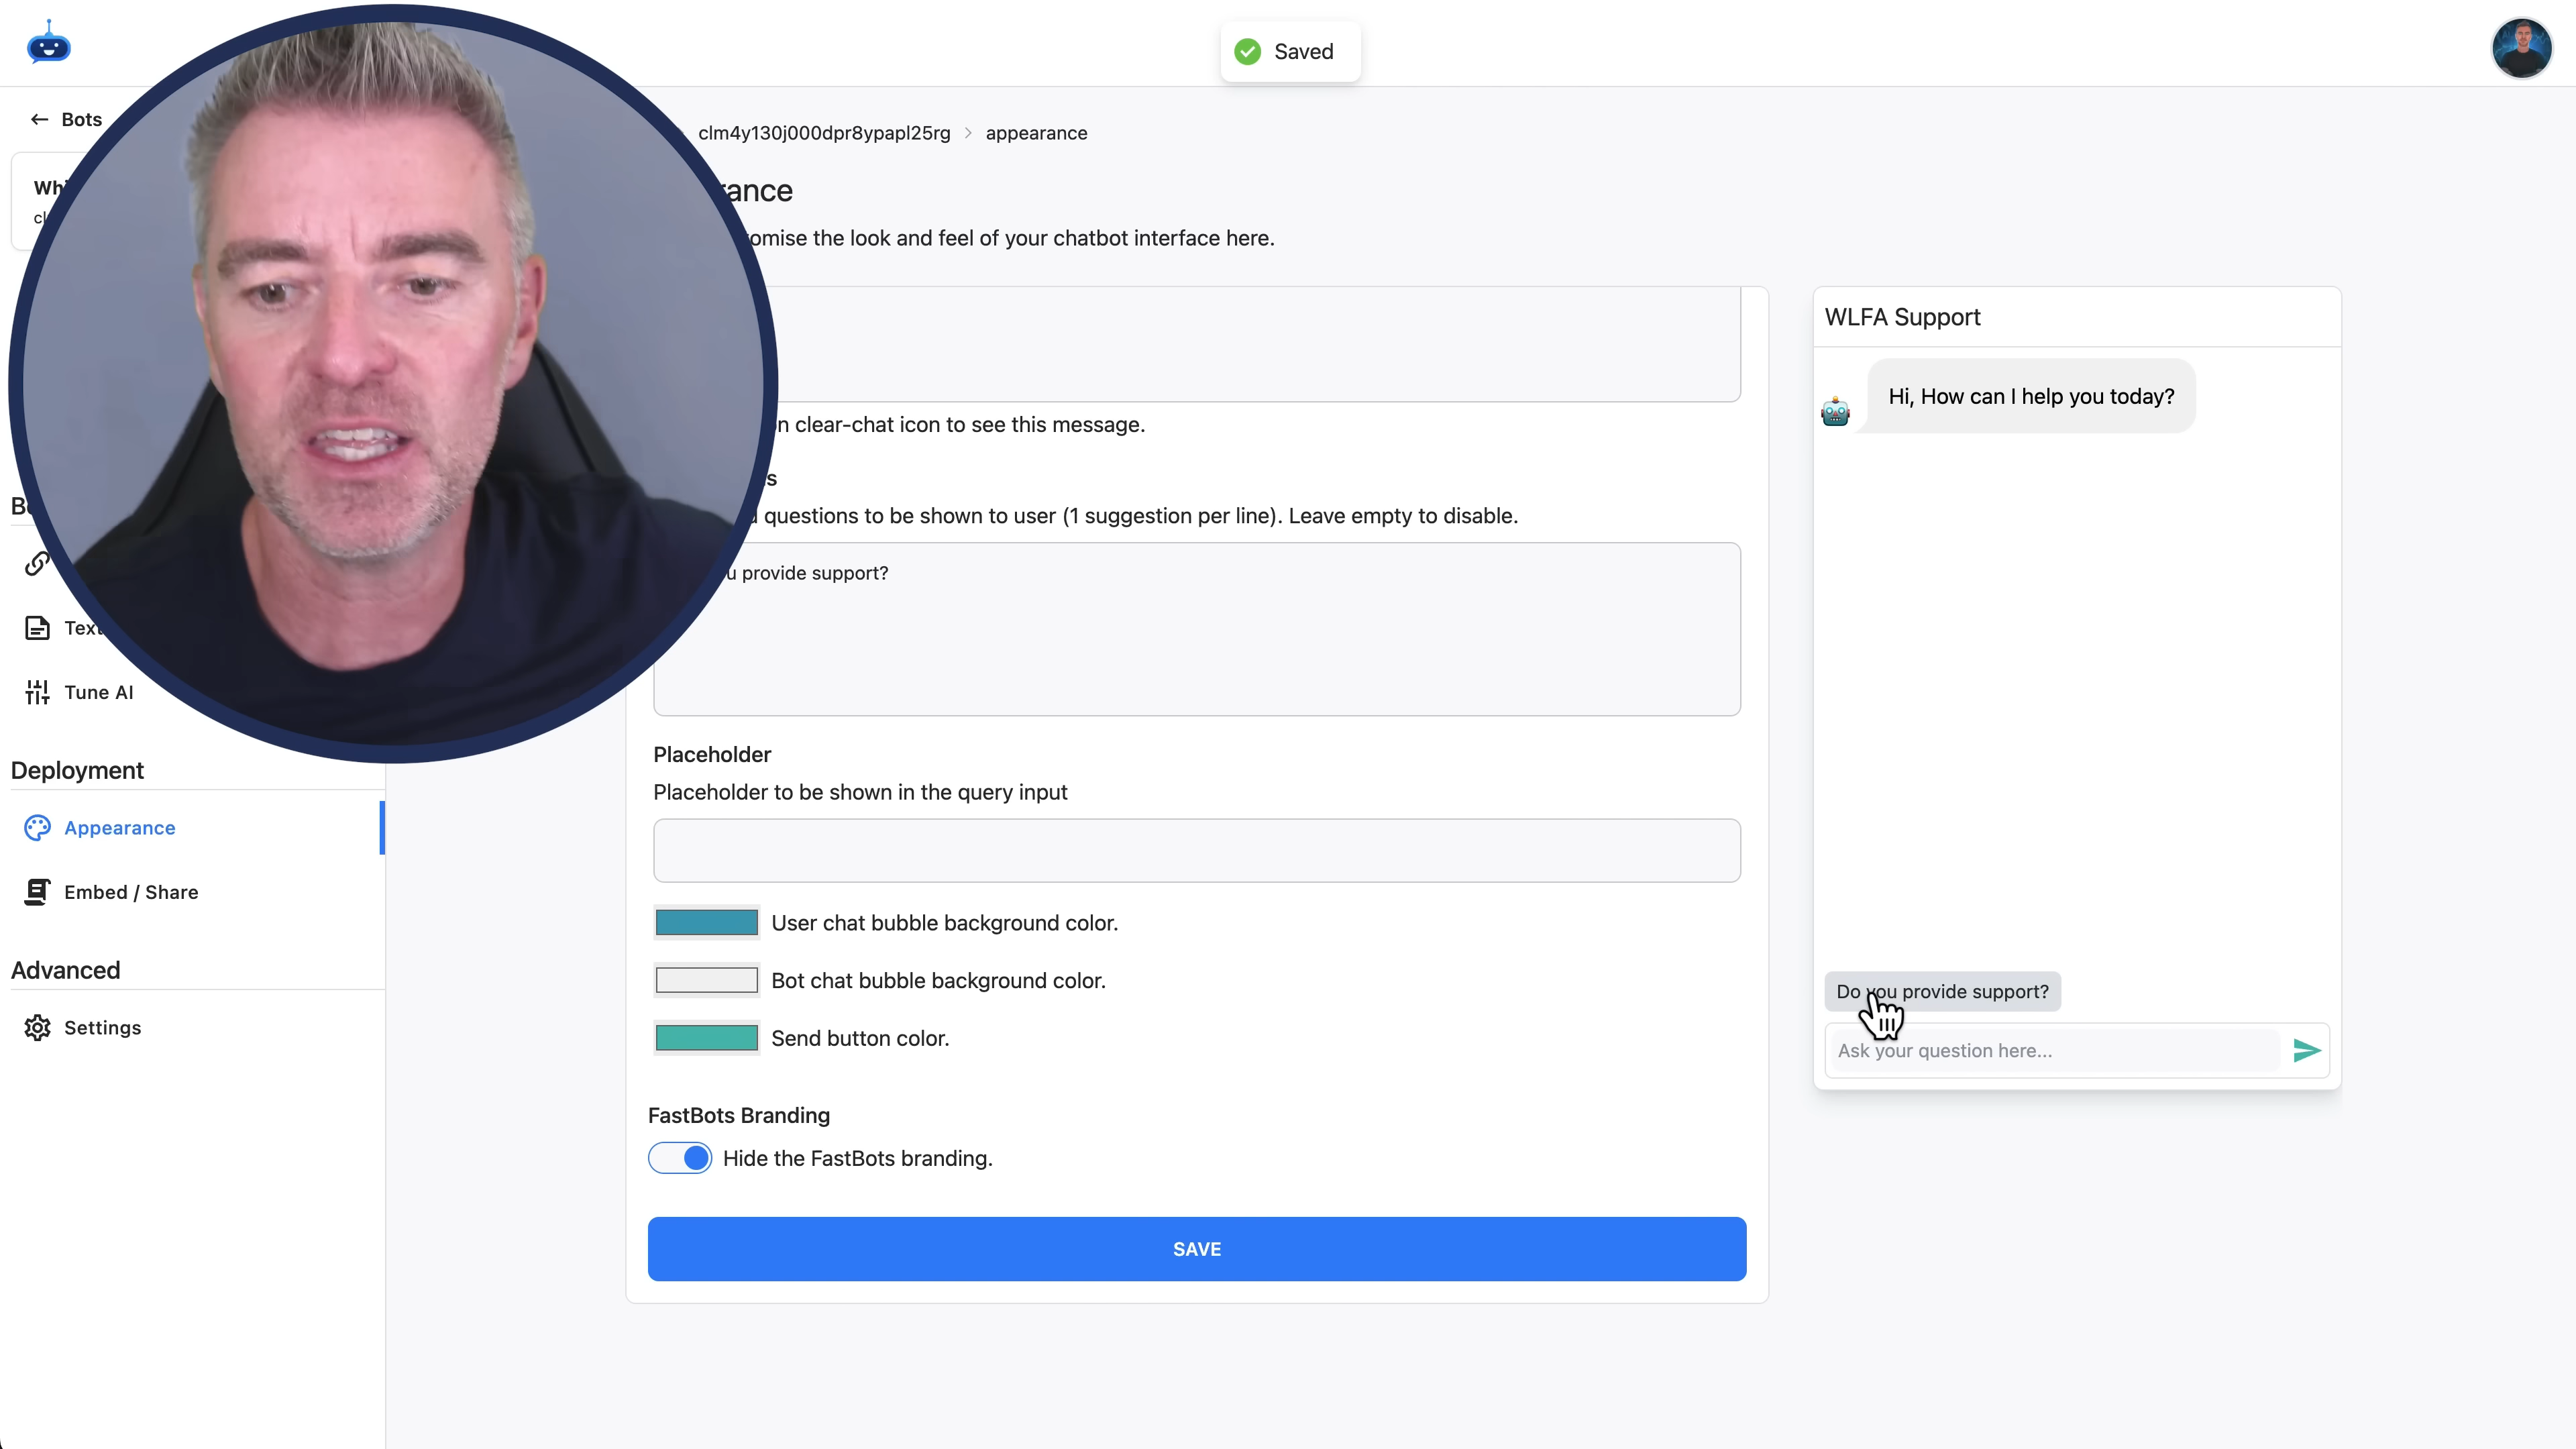 Saved
Bots
clm4y130j000dpr8ypapl25rg > appearance
omise the look and feel of your chatbot interface here.
WLFA Support
Hi, How can I help you today?
clear-chat icon to see this message.
questions to be shown to user (1 suggestion per line). Leave empty to disable.
u provide support?
Text
Tune AI
Placeholder
Deployment
Placeholder to be shown in the query input
Appearance
Embed / Share
User chat bubble background color.
Advanced
Bot chat bubble background color.
Do you provide support?
Settings
Send button color.
Ask your question here...
FastBots Branding
Hide the FastBots branding.
SAVE